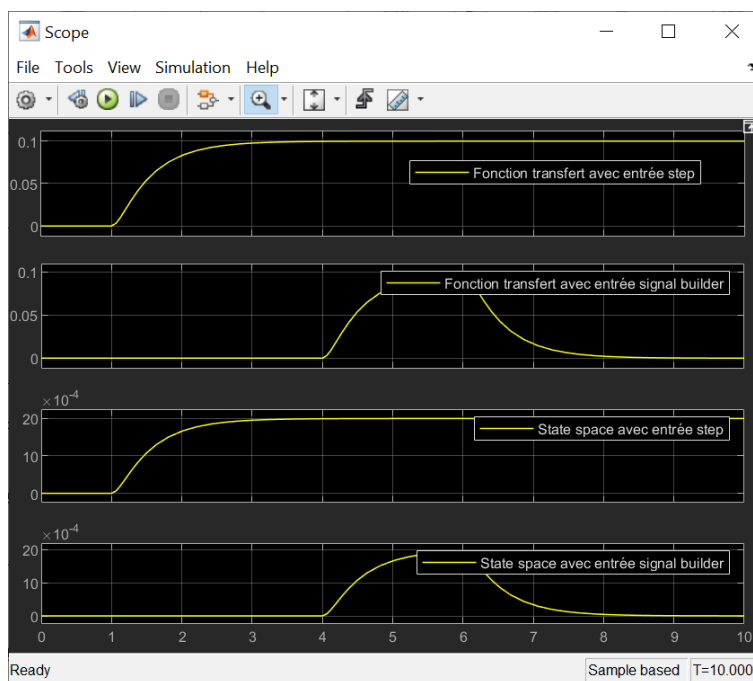 Scope
File Tools View Simulation Help
0.1
Fonction transfert avec entrée step
0.05
0
0.1
Fonction transfert avec entrée signal builder
0.05
0
×10^-4
20
State space avec entrée step
10
0
×10^-4
20
State space avec entrée signal builder
10
0
0 1 2 3 4 5 6 7 8 9 10
Ready Sample based T=10.000